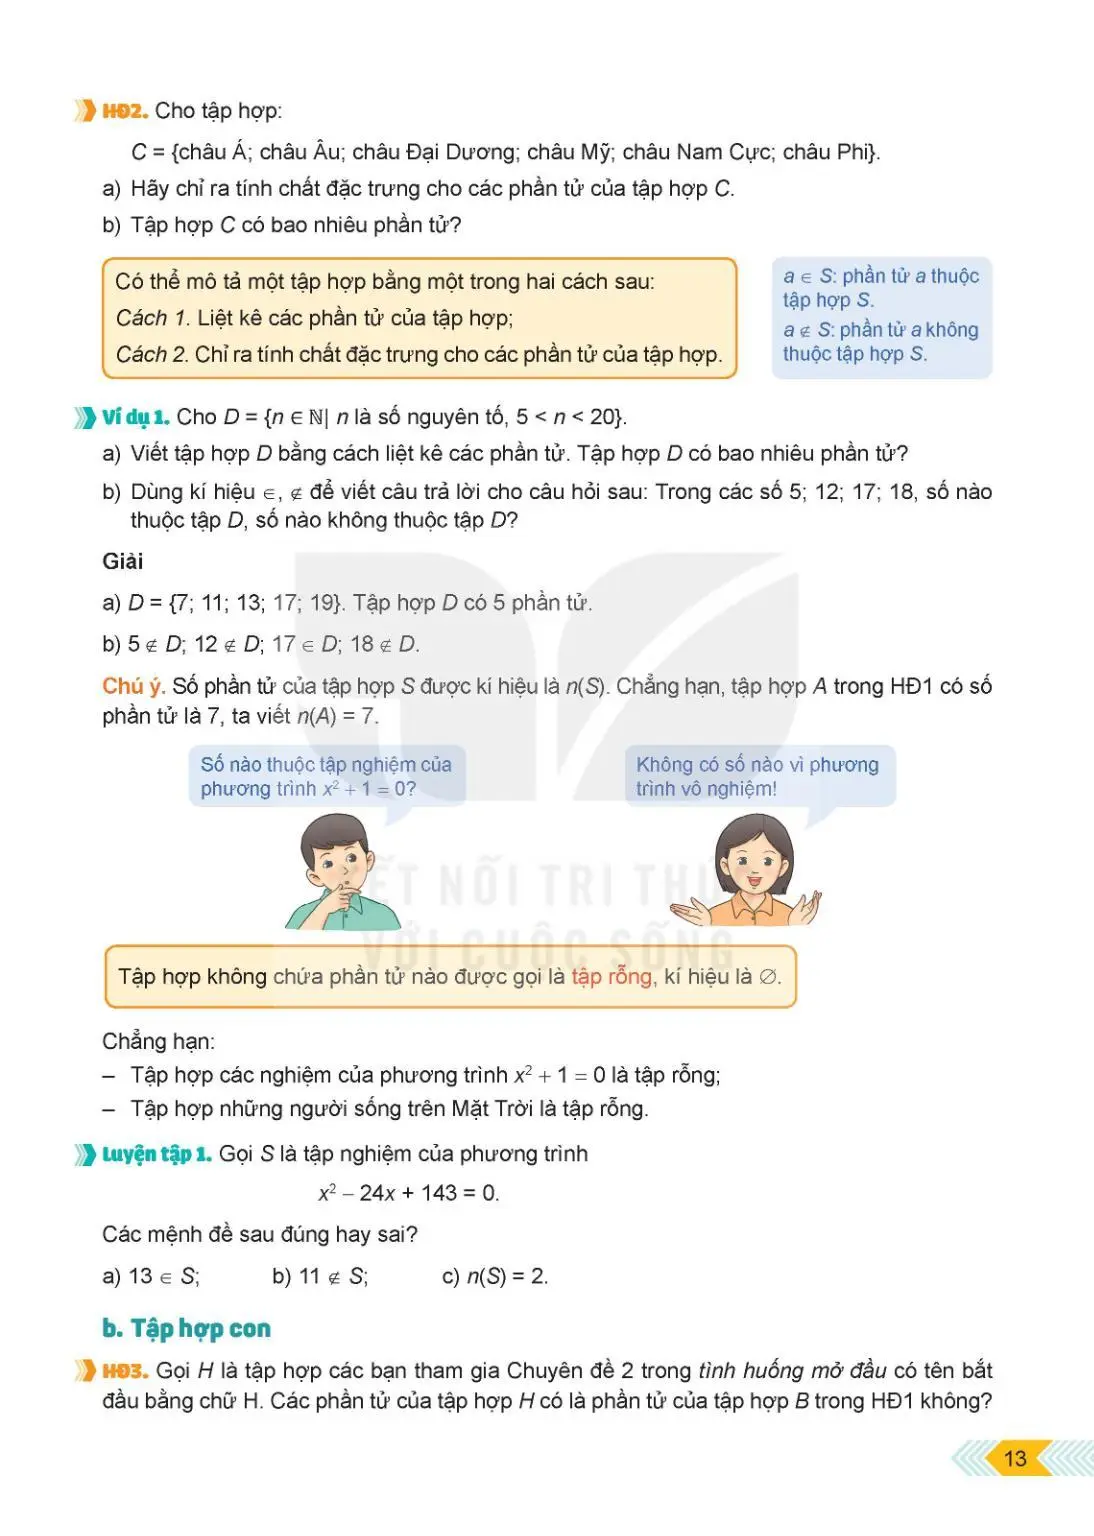 HĐ2. Cho tập hợp:
C = {châu Á; châu Âu; châu Đại Dương; châu Mỹ; châu Nam Cực; châu Phi}.
a) Hãy chỉ ra tính chất đặc trưng cho các phần tử của tập hợp C.
b) Tập hợp C có bao nhiêu phần tử?
Có thể mô tả một tập hợp bằng một trong hai cách sau:
Cách 1. Liệt kê các phần tử của tập hợp;
Cách 2. Chỉ ra tính chất đặc trưng cho các phần tử của tập hợp.
a ∈ S: phần tử a thuộc
tập hợp S.
a ∉ S: phần tử a không
thuộc tập hợp S.
Ví dụ 1. Cho D = {n ∈ ℕ| n là số nguyên tố, 5 < n < 20}.
a) Viết tập hợp D bằng cách liệt kê các phần tử. Tập hợp D có bao nhiêu phần tử?
b) Dùng kí hiệu ∈, ∉ để viết câu trả lời cho câu hỏi sau: Trong các số 5; 12; 17; 18, số nào
thuộc tập D, số nào không thuộc tập D?
Giải
a) D = {7; 11; 13; 17; 19}. Tập hợp D có 5 phần tử.
b) 5 ∉ D; 12 ∉ D; 17 ∈ D; 18 ∉ D.
Chú ý. Số phần tử của tập hợp S được kí hiệu là n(S). Chẳng hạn, tập hợp A trong HĐ1 có số
phần tử là 7, ta viết n(A) = 7.
Số nào thuộc tập nghiệm của
phương trình x² + 1 = 0?
Không có số nào vì phương
trình vô nghiệm!
KẾT NỐI TRI THỨC
VỚI CUỘC SỐNG
Tập hợp không chứa phần tử nào được gọi là tập rỗng, kí hiệu là ∅.
Chẳng hạn:
– Tập hợp các nghiệm của phương trình x² + 1 = 0 là tập rỗng;
– Tập hợp những người sống trên Mặt Trời là tập rỗng.
Luyện tập 1. Gọi S là tập nghiệm của phương trình
x² – 24x + 143 = 0.
Các mệnh đề sau đúng hay sai?
a) 13 ∈ S; b) 11 ∉ S; c) n(S) = 2.
b. Tập hợp con
HĐ3. Gọi H là tập hợp các bạn tham gia Chuyên đề 2 trong tình huống mở đầu có tên bắt
đầu bằng chữ H. Các phần tử của tập hợp H có là phần tử của tập hợp B trong HĐ1 không?
13